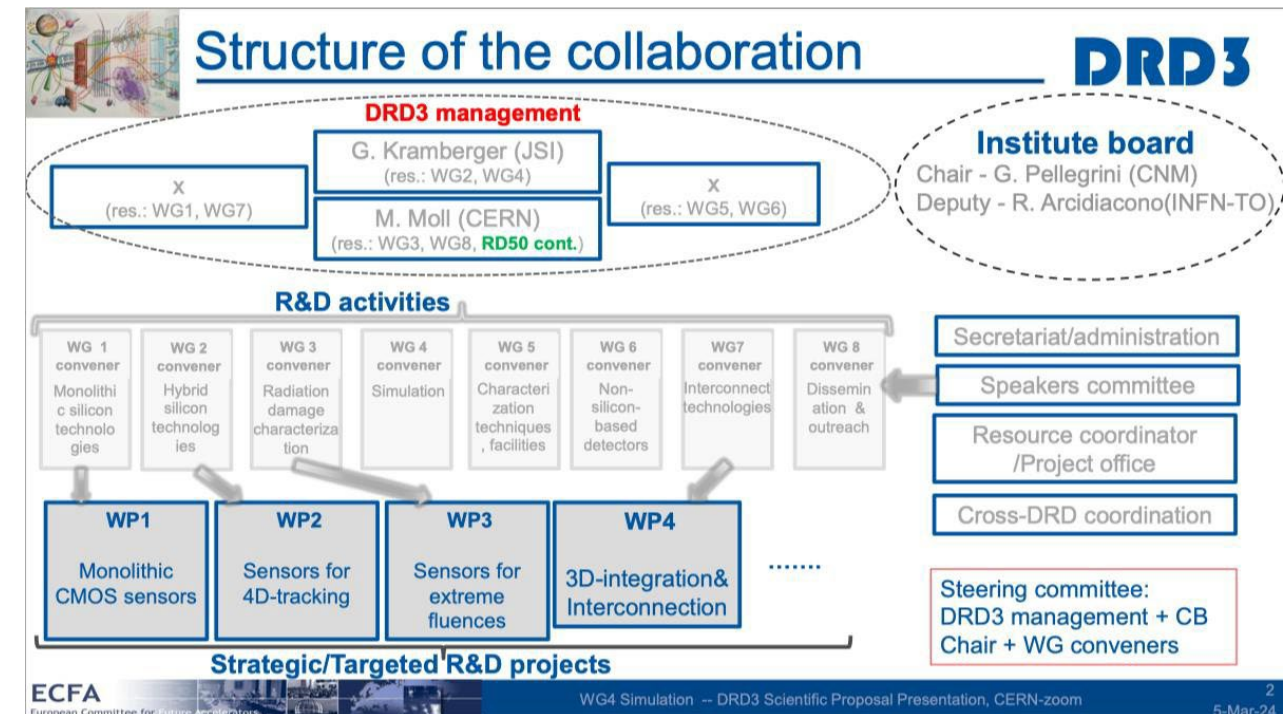 Structure of the collaboration
DRD3
DRD3 management
G. Kramberger (JSI)
(res.: WG2, WG4)
X
(res.: WG1, WG7)
M. Moll (CERN)
(res.: WG3, WG8, RD50 cont.)
X
(res.: WG5, WG6)
Institute board
Chair - G. Pellegrini (CNM)
Deputy - R. Arcidiacono(INFN-TO)
R&D activities
WG 1
convener
Monolithi
c silicon
technolo
gies
WG 2
convener
Hybrid
silicon
technolog
ies
WG 3
convener
Radiation
damage
characteriza
tion
WG 4
convener
Simulation
WG 5
convener
Characteri
zation
techniques
, facilities
WG 6
convener
Non-
silicon-
based
detectors
WG7
convener
Interconnect
technologies
WG 8
convener
Dissemin
ation &
outreach
Secretariat/administration
Speakers committee
Resource coordinator
/Project office
Cross-DRD coordination
WP1
Monolithic
CMOS sensors
WP2
Sensors for
4D-tracking
WP3
Sensors for
extreme
fluences
WP4
3D-integration&
Interconnection
.......
Strategic/Targeted R&D projects
Steering committee:
DRD3 management + CB
Chair + WG conveners
ECFA
European Committee for Future Accelerators
WG4 Simulation -- DRD3 Scientific Proposal Presentation, CERN-zoom
2
5-Mar-24